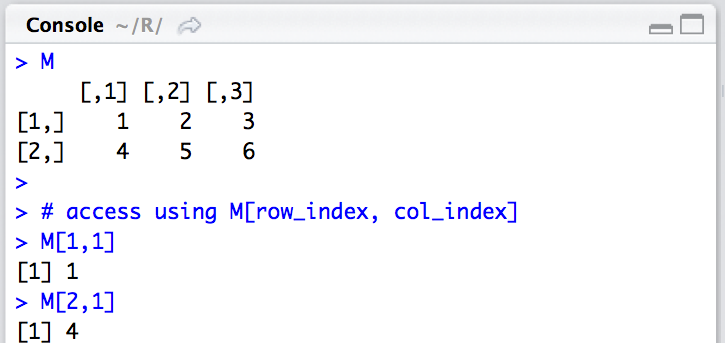 Console ~/R/
> M
     [,1] [,2] [,3]
[1,]    1    2    3
[2,]    4    5    6
>
> # access using M[row_index, col_index]
> M[1,1]
[1] 1
> M[2,1]
[1] 4